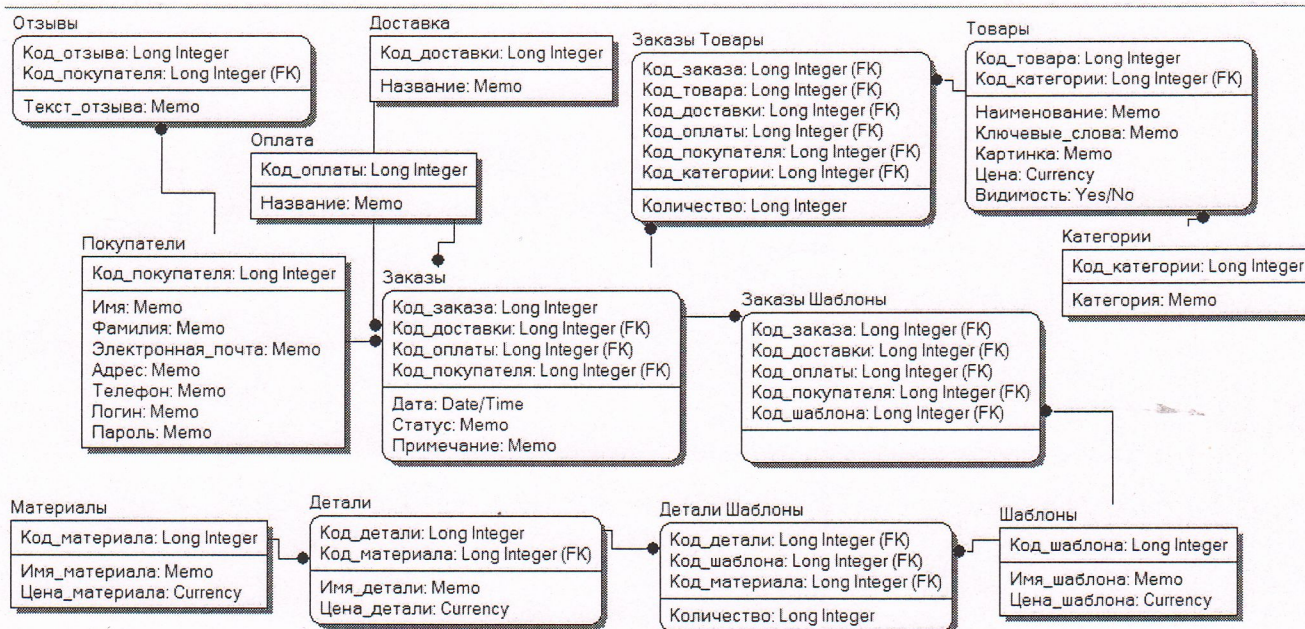 Отзывы
Код_отзыва: Long Integer
Код_покупателя: Long Integer (FK)
Текст_отзыва: Memo
Доставка
Код_доставки: Long Integer
Название: Memo
Оплата
Код_оплаты: Long Integer
Название: Memo
Заказы Товары
Код_заказа: Long Integer (FK)
Код_товара: Long Integer (FK)
Код_доставки: Long Integer (FK)
Код_оплаты: Long Integer (FK)
Код_покупателя: Long Integer (FK)
Код_категории: Long Integer (FK)
Количество: Long Integer
Товары
Код_товара: Long Integer
Код_категории: Long Integer (FK)
Наименование: Memo
Ключевые_слова: Memo
Картинка: Memo
Цена: Currency
Видимость: Yes/No
Категории
Код_категории: Long Integer
Категория: Memo
Покупатели
Код_покупателя: Long Integer
Имя: Memo
Фамилия: Memo
Электронная_почта: Memo
Адрес: Memo
Телефон: Memo
Логин: Memo
Пароль: Memo
Заказы
Код_заказа: Long Integer
Код_доставки: Long Integer (FK)
Код_оплаты: Long Integer (FK)
Код_покупателя: Long Integer (FK)
Дата: Date/Time
Статус: Memo
Примечание: Memo
Заказы Шаблоны
Код_заказа: Long Integer (FK)
Код_доставки: Long Integer (FK)
Код_оплаты: Long Integer (FK)
Код_покупателя: Long Integer (FK)
Код_шаблона: Long Integer (FK)
Материалы
Код_материала: Long Integer
Имя_материала: Memo
Цена_материала: Currency
Детали
Код_детали: Long Integer
Код_материала: Long Integer (FK)
Имя_детали: Memo
Цена_детали: Currency
Детали Шаблоны
Код_детали: Long Integer (FK)
Код_шаблона: Long Integer (FK)
Код_материала: Long Integer (FK)
Количество: Long Integer
Шаблоны
Код_шаблона: Long Integer
Имя_шаблона: Memo
Цена_шаблона: Currency